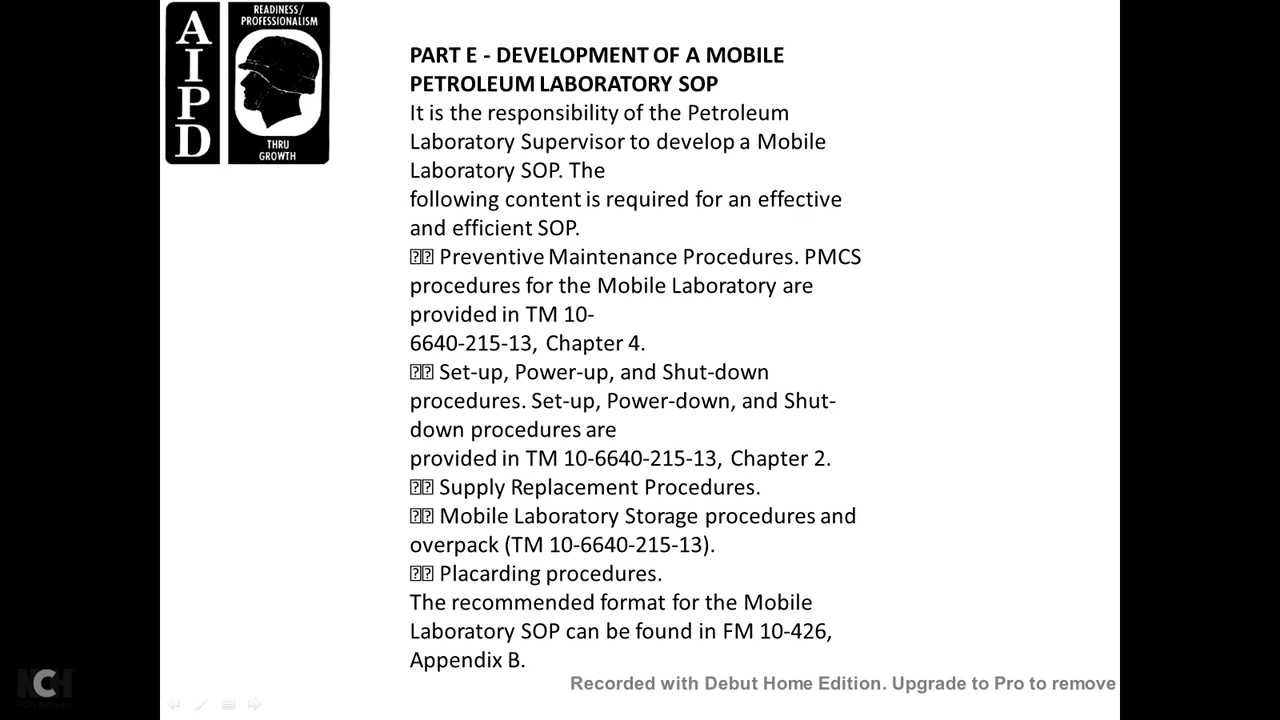 AIPD
READINESS/
PROFESSIONALISM
THRU
GROWTH
PART E - DEVELOPMENT OF A MOBILE
PETROLEUM LABORATORY SOP
It is the responsibility of the Petroleum
Laboratory Supervisor to develop a Mobile
Laboratory SOP. The
following content is required for an effective
and efficient SOP.
⍰⍰ Preventive Maintenance Procedures. PMCS
procedures for the Mobile Laboratory are
provided in TM 10-
6640-215-13, Chapter 4.
⍰⍰ Set-up, Power-up, and Shut-down
procedures. Set-up, Power-down, and Shut-
down procedures are
provided in TM 10-6640-215-13, Chapter 2.
⍰⍰ Supply Replacement Procedures.
⍰⍰ Mobile Laboratory Storage procedures and
overpack (TM 10-6640-215-13).
⍰⍰ Placarding procedures.
The recommended format for the Mobile
Laboratory SOP can be found in FM 10-426,
Appendix B.
NCH
NCH Software
Recorded with Debut Home Edition. Upgrade to Pro to remove